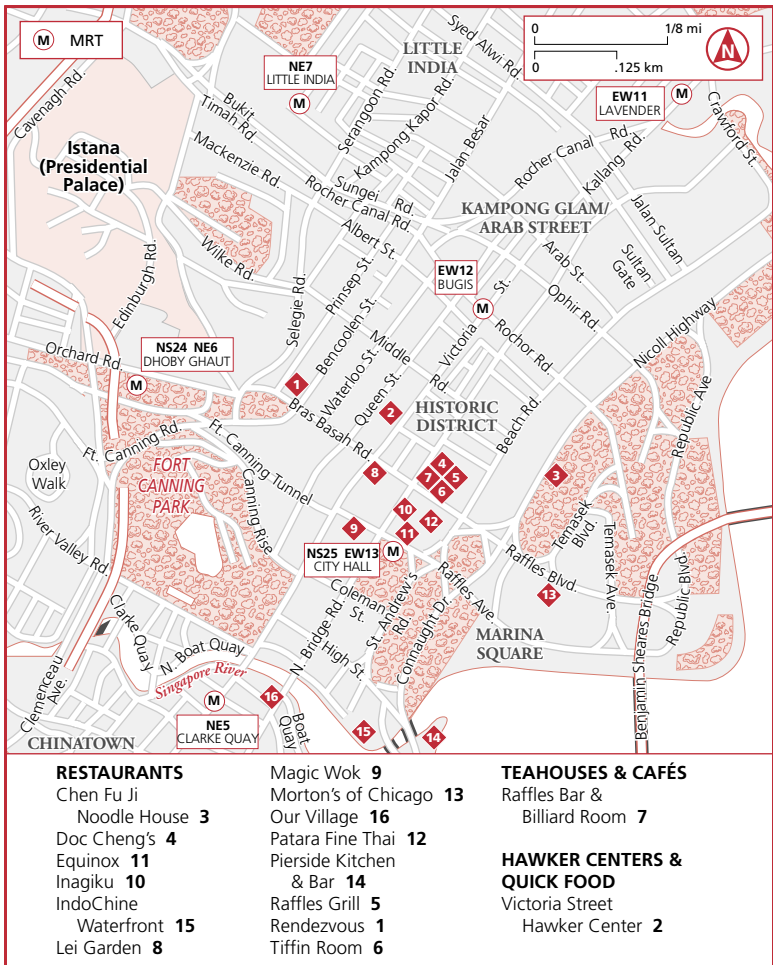 M MRT
0 1/8 mi
0 .125 km
N
LITTLE
INDIA
Syed Alwi Rd.
NE7
LITTLE INDIA
M
EW11
LAVENDER
M
Cavenagh Rd.
Bukit
Timah Rd.
Serangoon Rd.
Kampong Kapor Rd.
Jalan Besar
Crawford St.
Istana
(Presidential
Palace)
Mackenzie Rd.
Sungei Rd.
Rocher Canal Rd.
Rocher Canal Rd.
Kallang Rd.
KAMPONG GLAM/
ARAB STREET
Jalan Sultan
Sultan
Gate
Arab St.
Albert St.
Wilke Rd.
Edinburgh Rd.
Selegie Rd.
Prinsep St.
EW12
BUGIS
M
Ophir Rd.
Victoria St.
Rochor Rd.
Nicoll Highway
Bencoolen St.
Middle Rd.
Waterloo St.
Queen St.
NS24 NE6
DHOBY GHAUT
M
Orchard Rd.
1
2
HISTORIC
DISTRICT
Beach Rd.
Republic Ave
Bras Basah Rd.
Ft. Canning Rd.
Ft. Canning Tunnel
Oxley
Walk
FORT
CANNING
PARK
Canning Rise
8
4
7
5
6
3
10
12
9
11
River Valley Rd.
NS25 EW13
CITY HALL
M
Temasek
Blvd.
Temasek Ave.
Raffles Blvd.
13
Coleman
St.
St. Andrew's
Rd.
Raffles Ave.
Connaught Dr.
Republic Blvd.
MARINA
SQUARE
Benjamin Sheares Bridge
Clarke Quay
N. Boat Quay
N. Bridge Rd.
High St.
Singapore River
Clemenceau
Ave.
M
NE5
CLARKE QUAY
16
Boat
Quay
15
14
CHINATOWN
RESTAURANTS
Chen Fu Ji
Noodle House 3
Doc Cheng's 4
Equinox 11
Inagiku 10
IndoChine
Waterfront 15
Lei Garden 8
Magic Wok 9
Morton's of Chicago 13
Our Village 16
Patara Fine Thai 12
Pierside Kitchen
& Bar 14
Raffles Grill 5
Rendezvous 1
Tiffin Room 6
TEAHOUSES & CAFÉS
Raffles Bar &
Billiard Room 7
HAWKER CENTERS &
QUICK FOOD
Victoria Street
Hawker Center 2